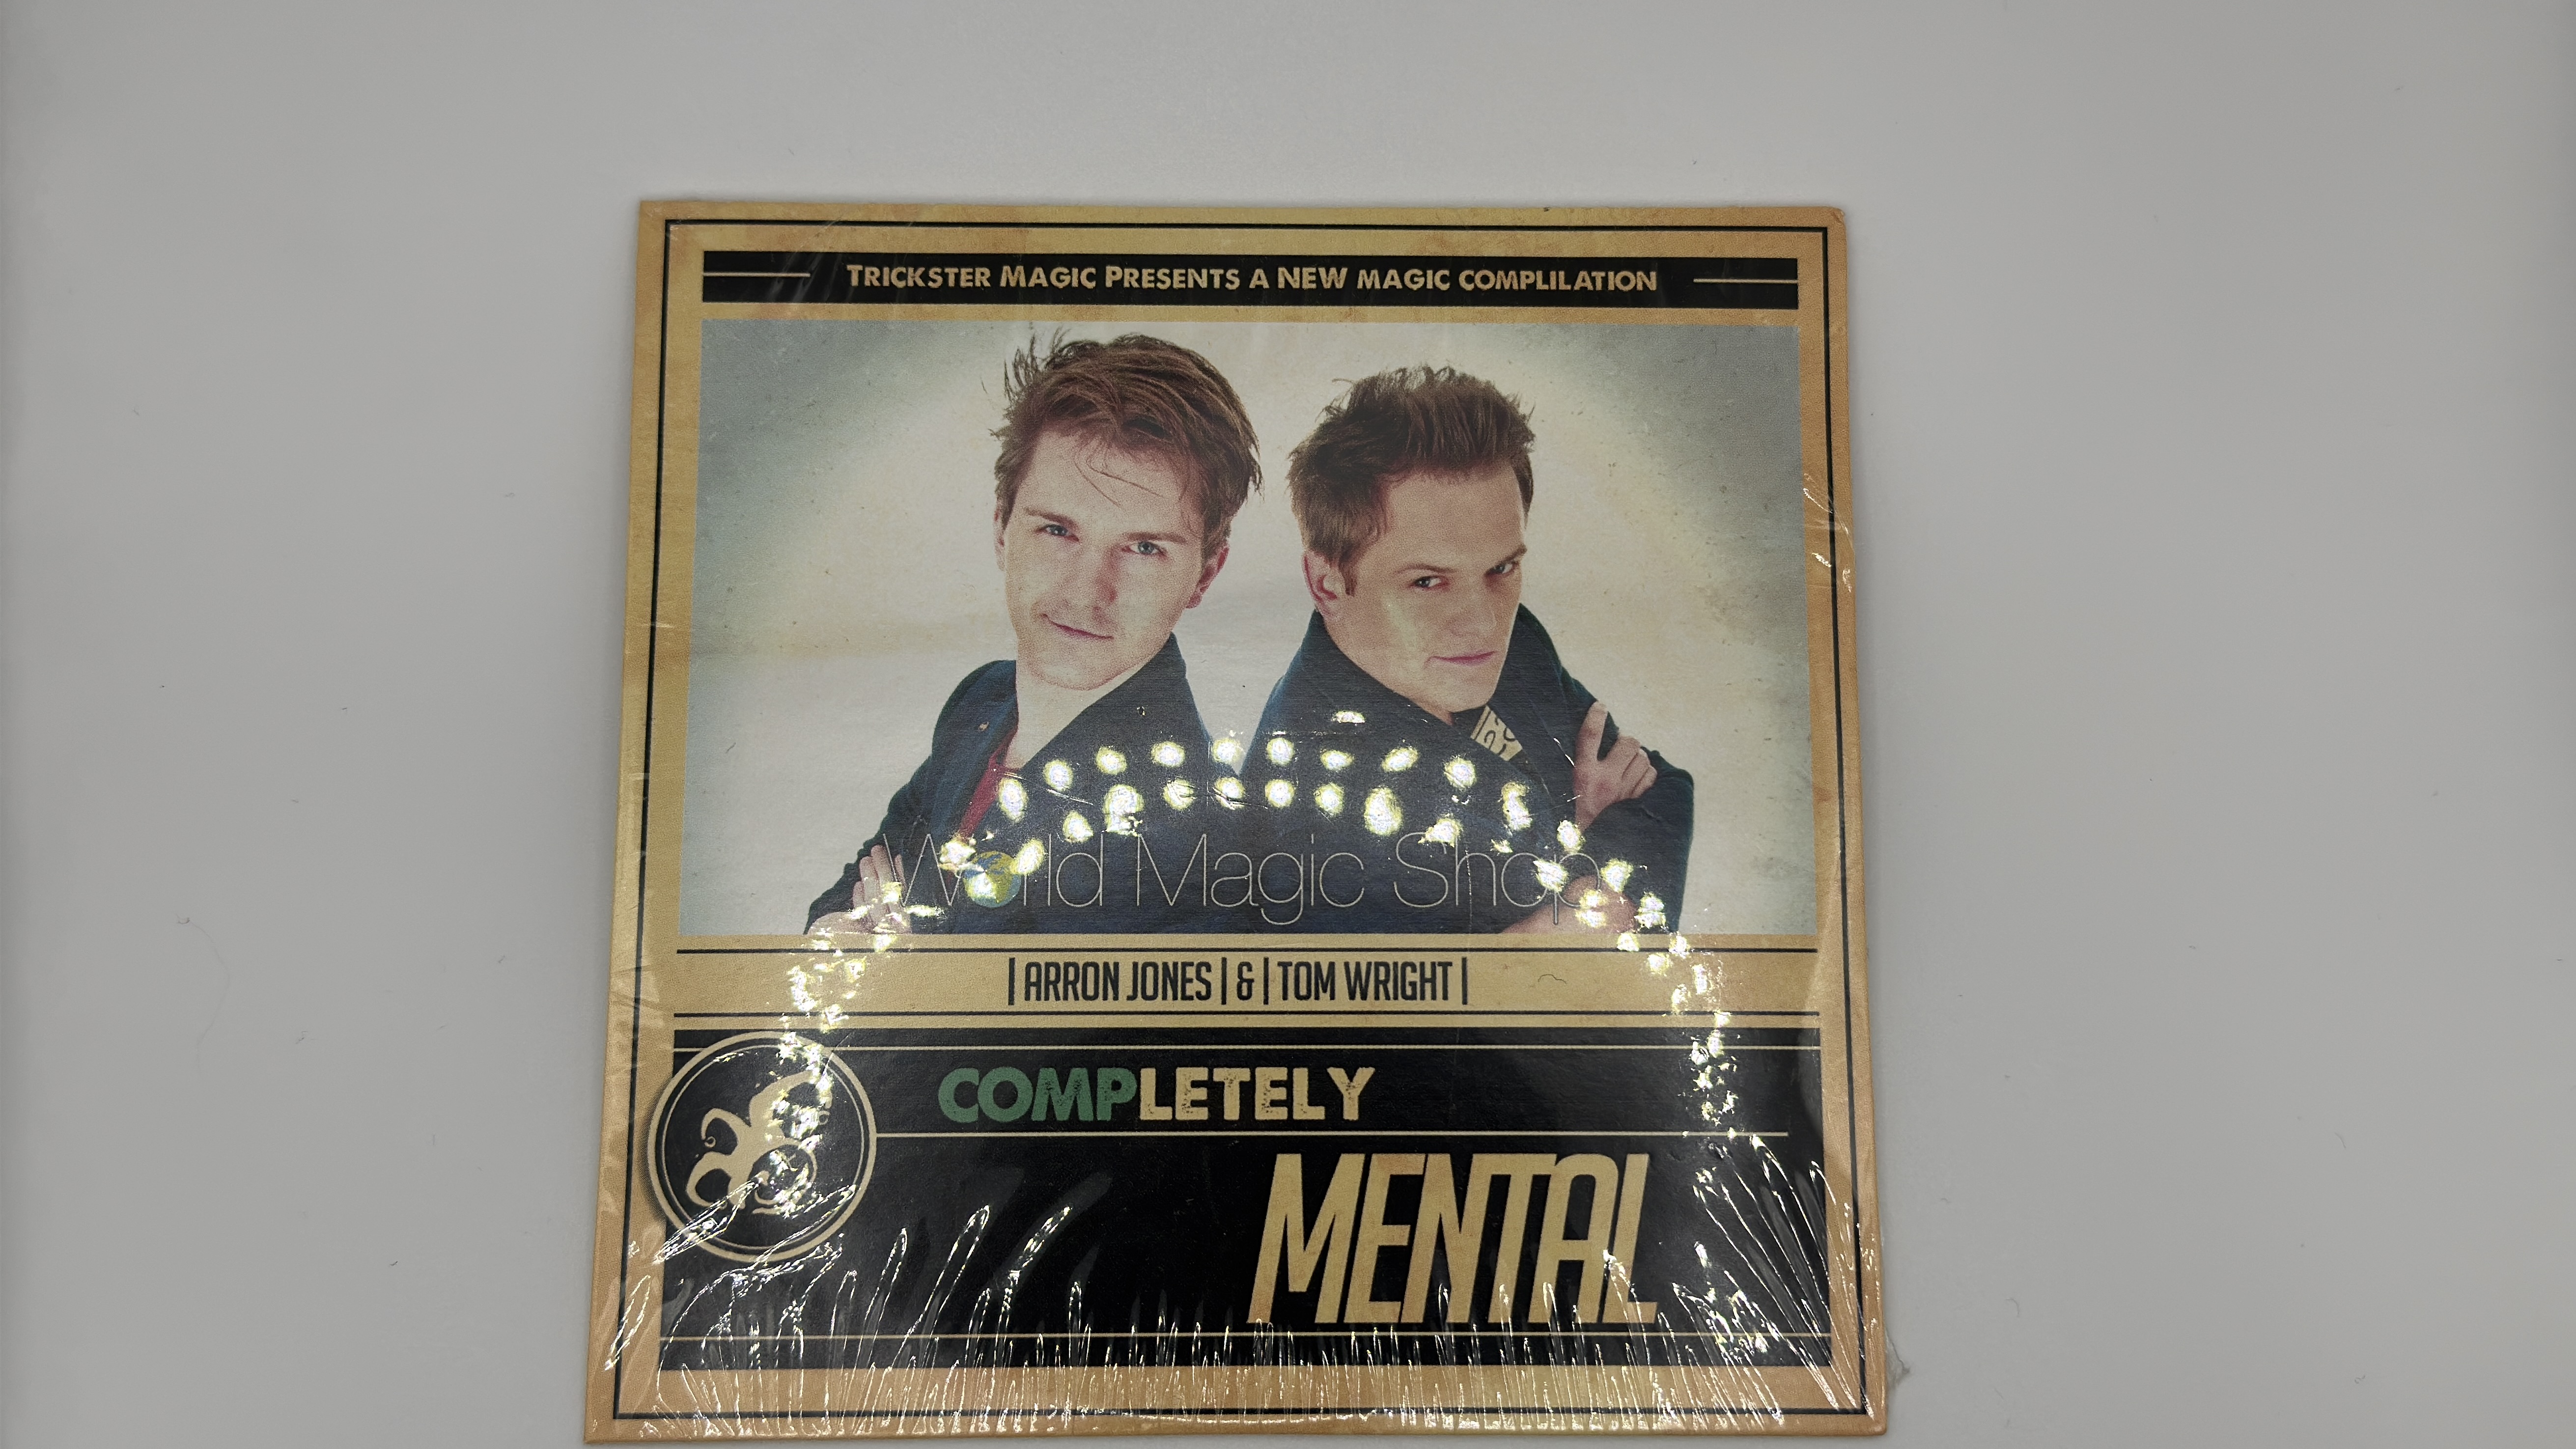 TRICKSTER MAGIC PRESENTS A NEW MAGIC COMPLILATION
World Magic Shop
| ARRON JONES | & | TOM WRIGHT |
COMPLETELY
MENTAL